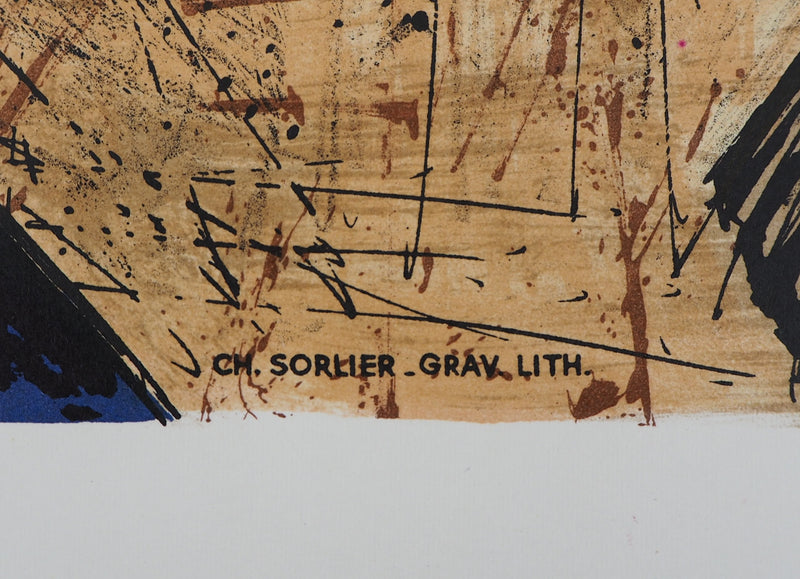 CH. SORLIER - GRAV. LITH.